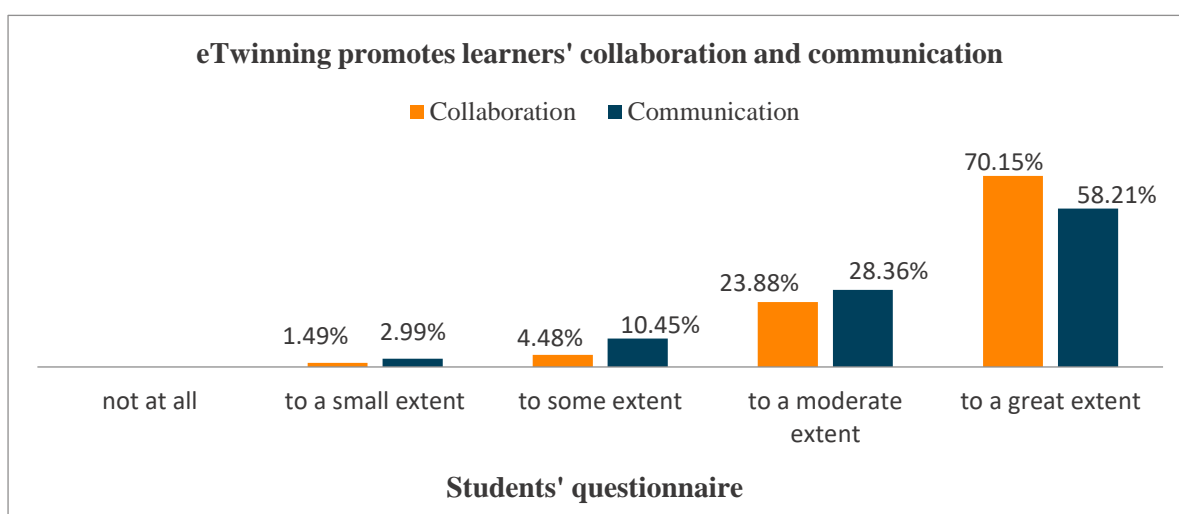 eTwinning promotes learners' collaboration and communication
Collaboration Communication
70.15%
58.21%
23.88%
28.36%
1.49%
2.99%
4.48%
10.45%
not at all
to a small extent
to some extent
to a moderate
extent
to a great extent
Students' questionnaire